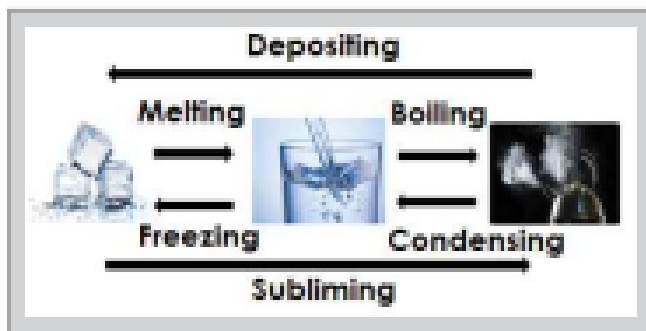 Depositing
Melting
Boiling
Freezing
Condensing
Subliming